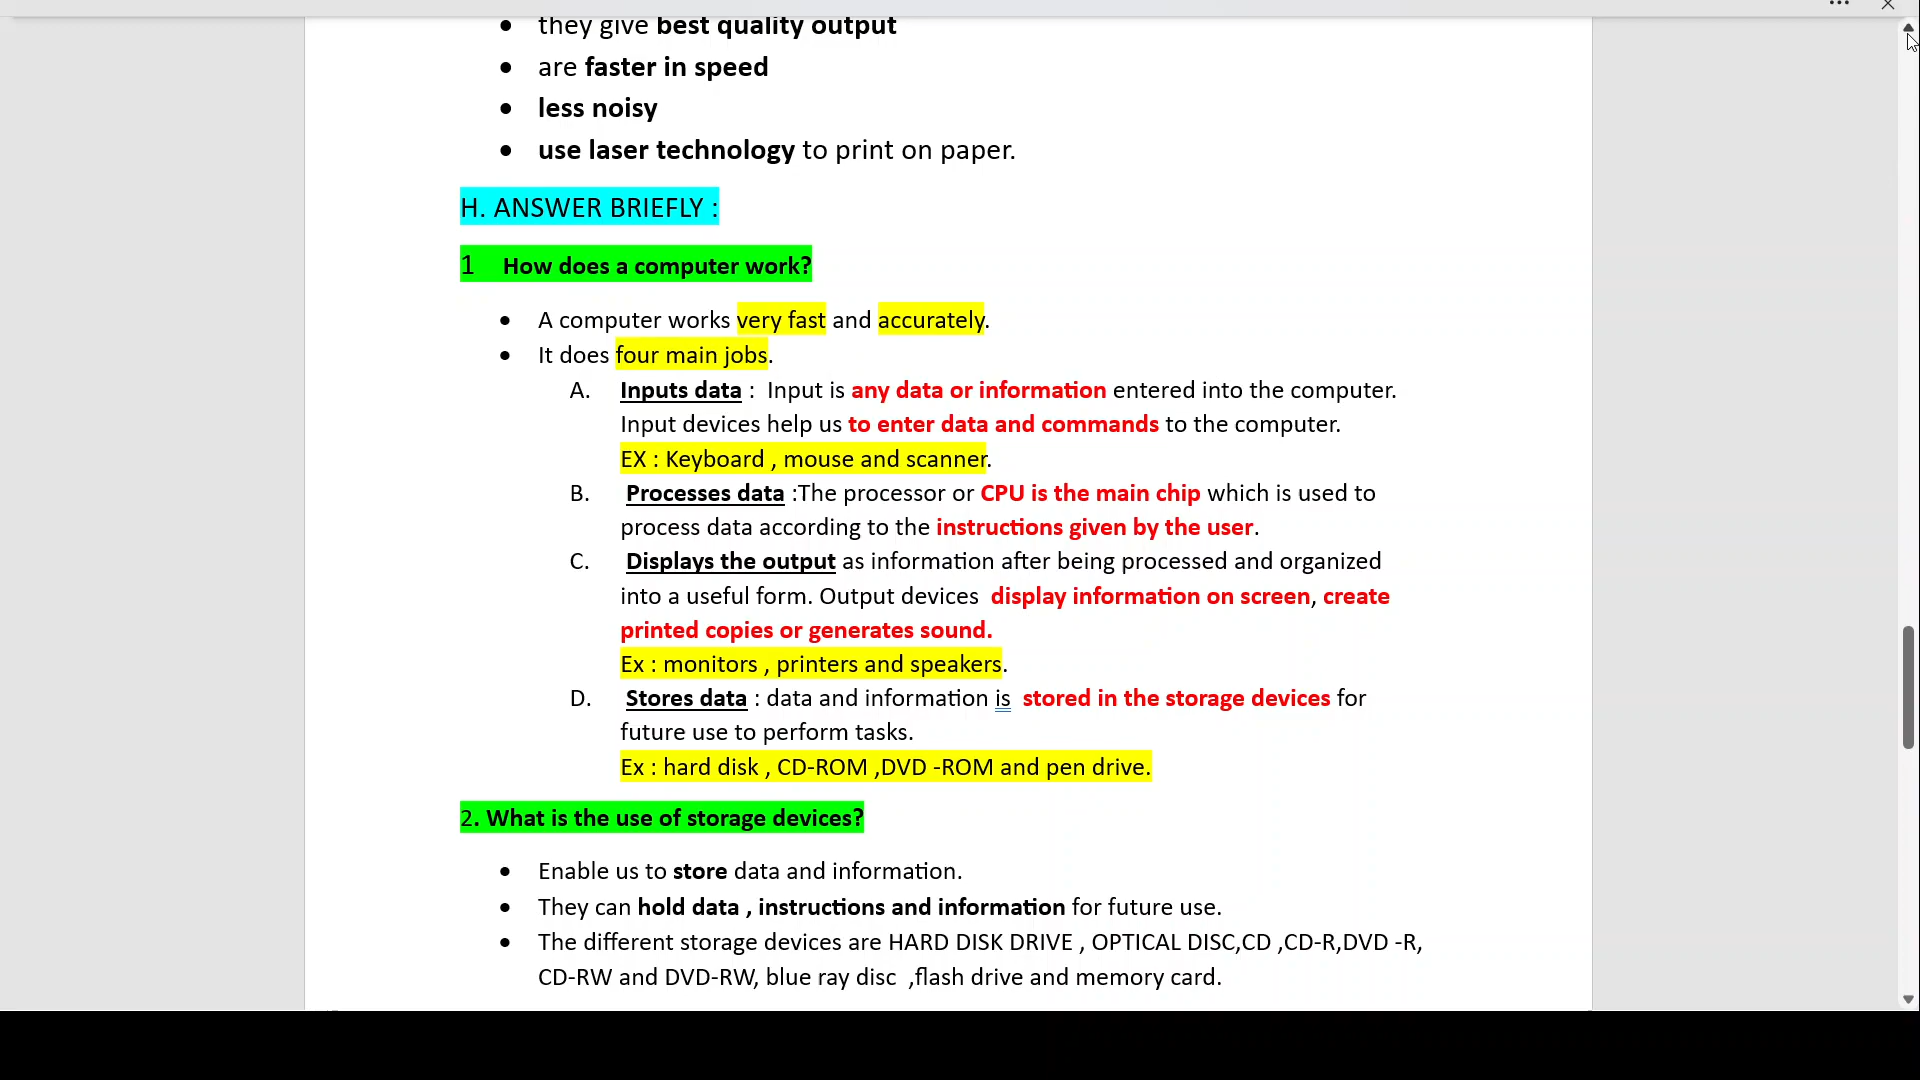 • they give best quality output
• are faster in speed
• less noisy
• use laser technology to print on paper.
H. ANSWER BRIEFLY :
1 How does a computer work?
• A computer works very fast and accurately.
• It does four main jobs.
A. Inputs data : Input is any data or information entered into the computer.
Input devices help us to enter data and commands to the computer.
EX : Keyboard , mouse and scanner.
B. Processes data :The processor or CPU is the main chip which is used to
process data according to the instructions given by the user.
C. Displays the output as information after being processed and organized
into a useful form. Output devices display information on screen, create
printed copies or generates sound.
Ex : monitors , printers and speakers.
D. Stores data : data and information is stored in the storage devices for
future use to perform tasks.
Ex : hard disk , CD-ROM ,DVD -ROM and pen drive.
2. What is the use of storage devices?
• Enable us to store data and information.
• They can hold data , instructions and information for future use.
• The different storage devices are HARD DISK DRIVE , OPTICAL DISC,CD ,CD-R,DVD -R,
CD-RW and DVD-RW, blue ray disc ,flash drive and memory card.